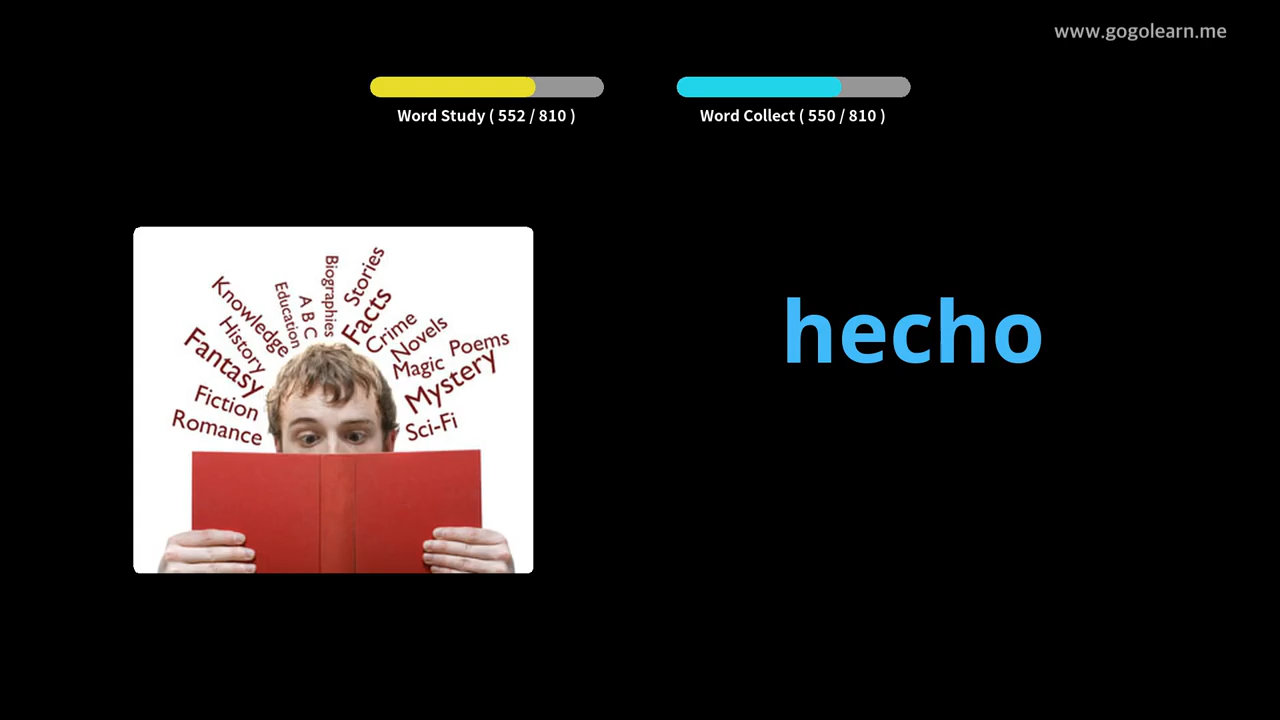 www.gogolearn.me
Word Study ( 552 / 810 )
Word Collect ( 550 / 810 )
Knowledge
History
Fantasy
Fiction
Romance
Education
A B C
Biographies
Stories
Facts
Crime
Novels
Magic
Poems
Mystery
Sci-Fi
hecho